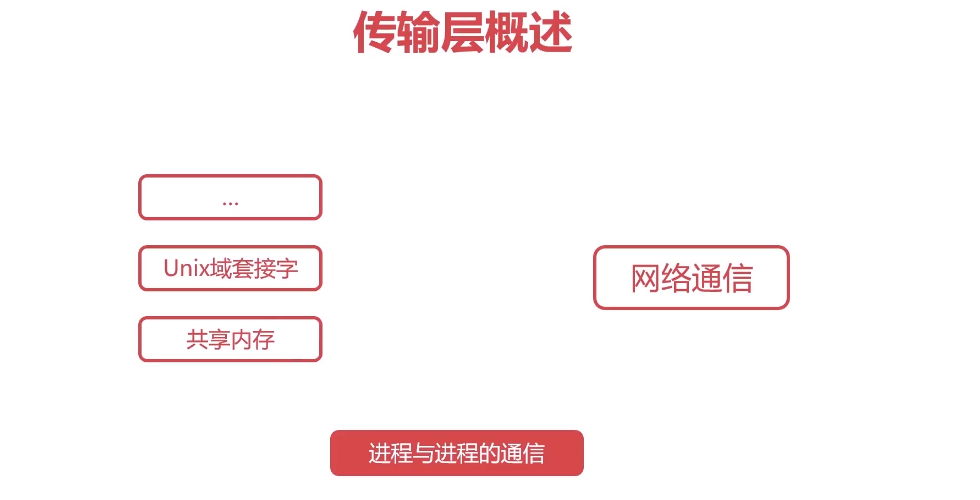 传输层概述
...
Unix域套接字
共享内存
网络通信
进程与进程的通信